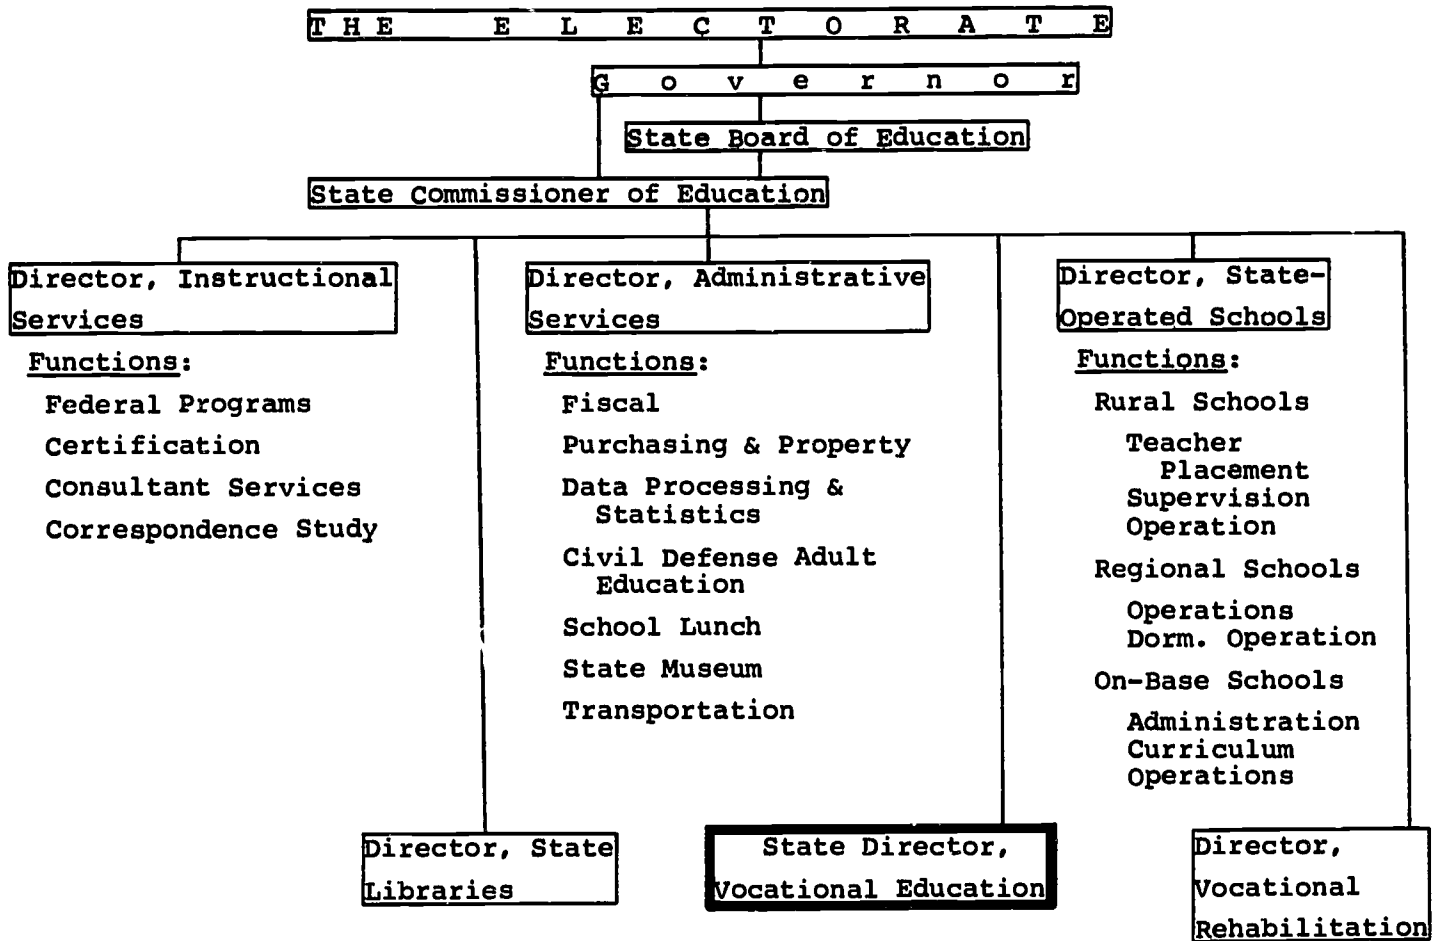 THE ELECTORATE
Governor
State Board of Education
State Commissioner of Education
Director, Instructional
Services
Functions:
Federal Programs
Certification
Consultant Services
Correspondence Study
Director, Administrative
Services
Functions:
Fiscal
Purchasing & Property
Data Processing &
Statistics
Civil Defense Adult
Education
School Lunch
State Museum
Transportation
Director, State-
Operated Schools
Functions:
Rural Schools
Teacher
Placement
Supervision
Operation
Regional Schools
Operations
Dorm. Operation
On-Base Schools
Administration
Curriculum
Operations
Director, State
Libraries
State Director,
Vocational Education
Director,
Vocational
Rehabilitation